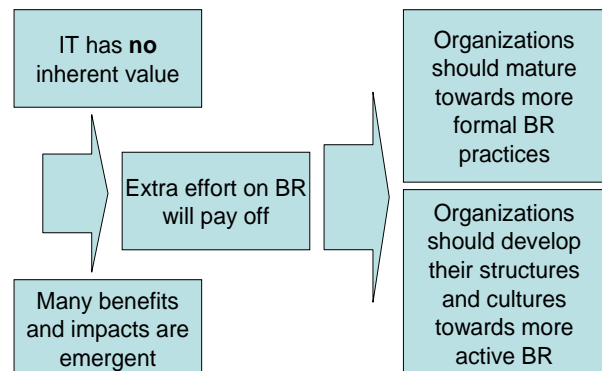 IT has no
inherent value
Extra effort on BR
will pay off
Many benefits
and impacts are
emergent
Organizations
should mature
towards more
formal BR
practices
Organizations
should develop
their structures
and cultures
towards more
active BR